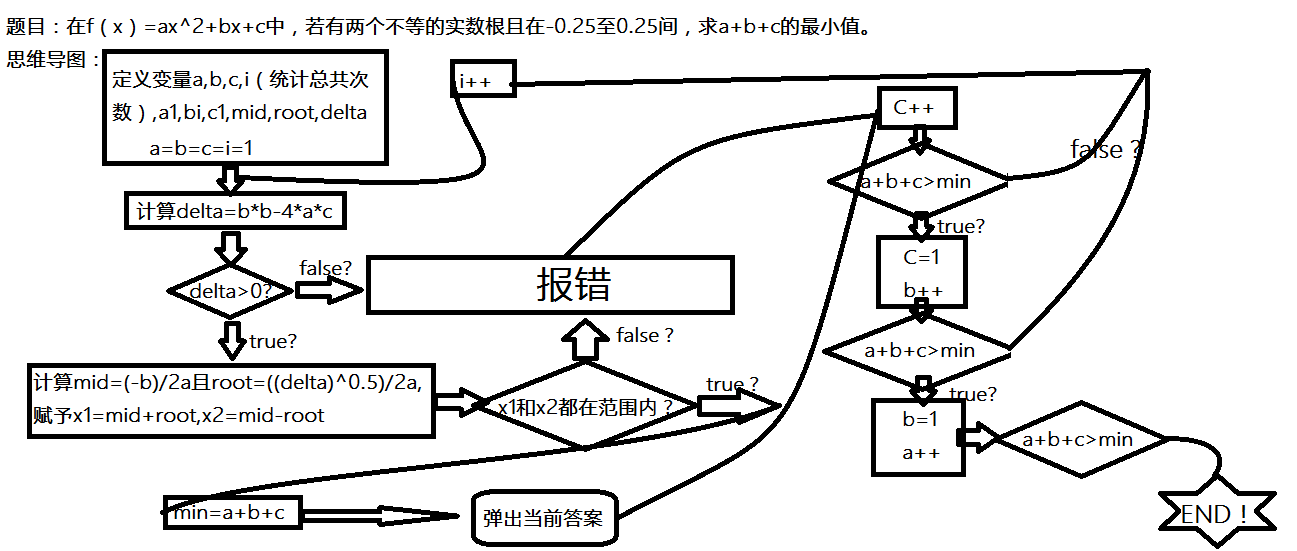 题目：在f（x）=ax^2+bx+c中，若有两个不等的实数根且在-0.25至0.25间，求a+b+c的最小值。
思维导图：
定义变量a,b,c,i（统计总共次
数）,a1,bi,c1,mid,root,delta
a=b=c=i=1
i++
计算delta=b*b-4*a*c
delta>0?
false?
报错
true?
false？
计算mid=(-b)/2a且root=((delta)^0.5)/2a,
赋予x1=mid+root,x2=mid-root
x1和x2都在范围内？
true？
min=a+b+c
弹出当前答案
C++
a+b+c>min
false？
true?
C=1
b++
a+b+c>min
true?
b=1
a++
a+b+c>min
END！